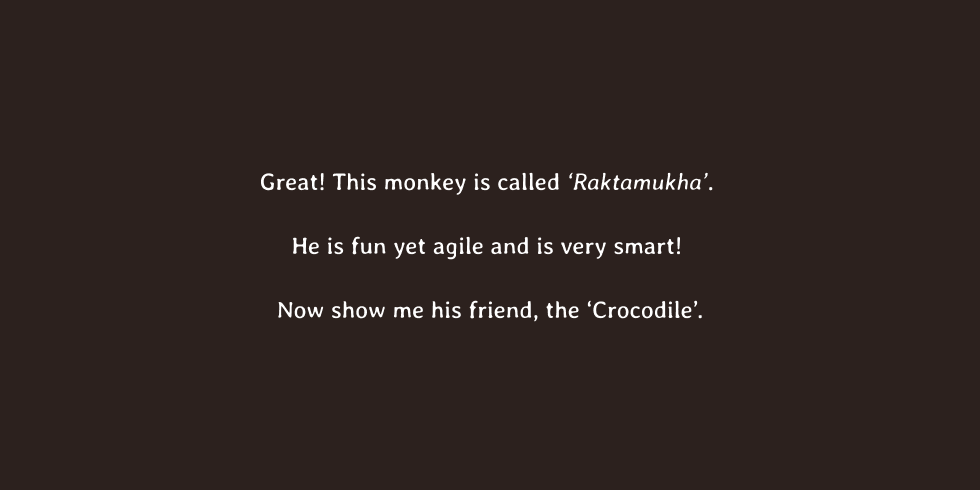 Great! This monkey is called ‘Raktamukha’.
He is fun yet agile and is very smart!
Now show me his friend, the ‘Crocodile’.